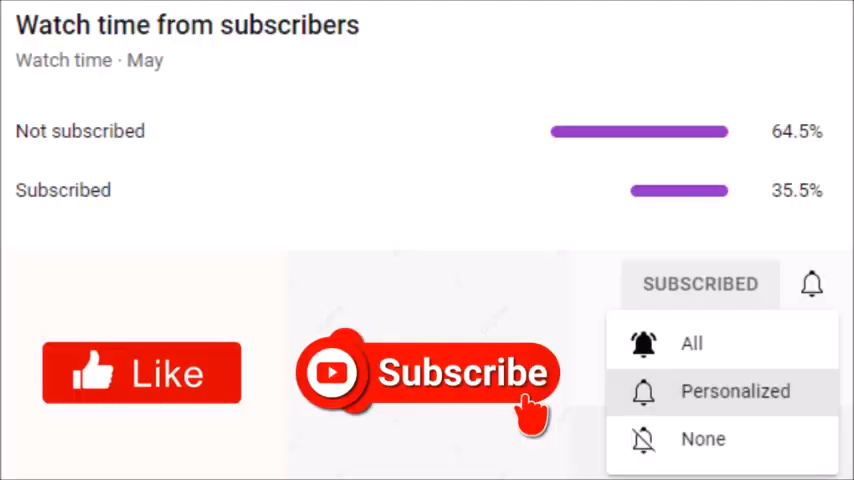 Watch time from subscribers
Watch time · May
Not subscribed 64.5%
Subscribed 35.5%
SUBSCRIBED
All
Like
Subscribe
Personalized
None